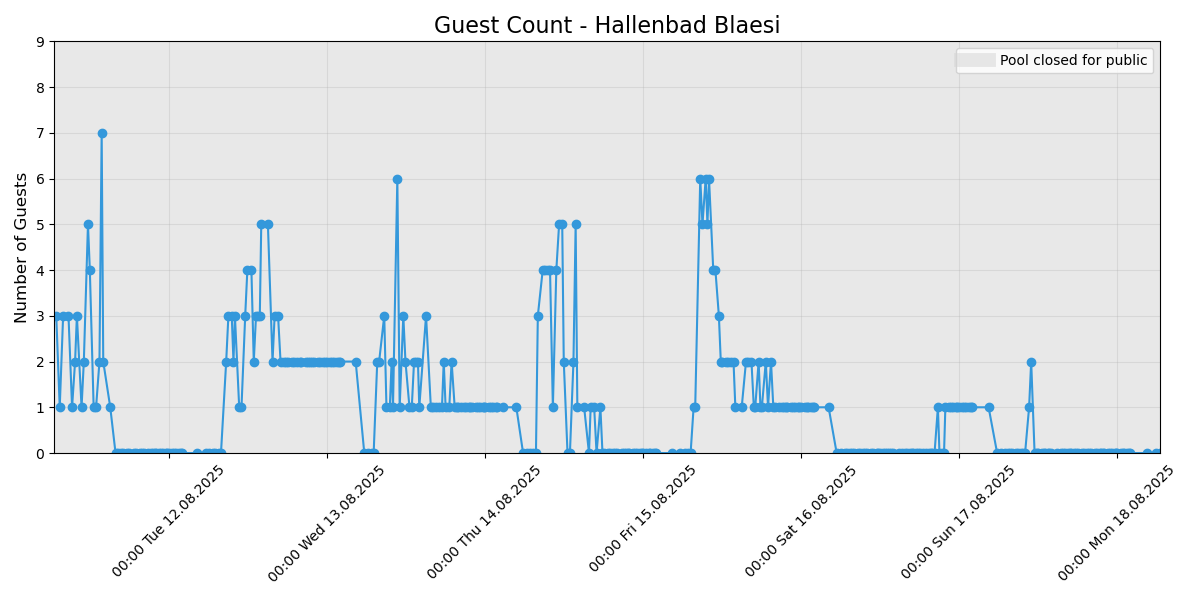 Guest Count - Hallenbad Blaesi
Pool closed for public
Number of Guests
9
8
7
6
5
4
3
2
1
0
00:00 Tue 12.08.2025
00:00 Wed 13.08.2025
00:00 Thu 14.08.2025
00:00 Fri 15.08.2025
00:00 Sat 16.08.2025
00:00 Sun 17.08.2025
00:00 Mon 18.08.2025